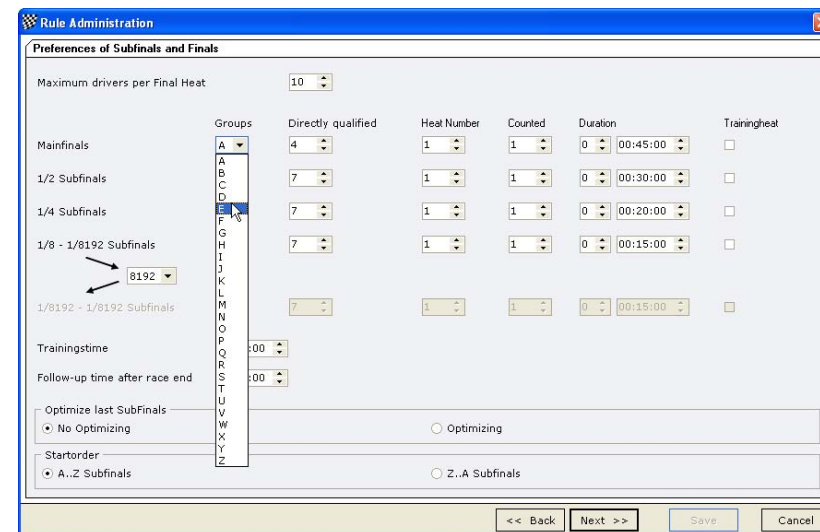 Rule Administration
Preferences of Subfinals and Finals
Maximum drivers per Final Heat 10
Groups Directly qualified Heat Number Counted Duration Trainingheat
Mainfinals A 4 1 1 0 00:45:00
A
B
1/2 Subfinals 7 1 1 0 00:30:00
C
D
E
1/4 Subfinals 7 1 1 0 00:20:00
F
G
H
1/8 - 1/8192 Subfinals 7 1 1 0 00:15:00
I
J
8192
K
L
M
1/8192 - 1/8192 Subfinals 7 1 1 0 00:15:00
N
O
P
Trainingstime :00
Q
R
S
Follow-up time after race end :00
T
U
Optimize last SubFinals
V
W
No Optimizing Optimizing
X
Y
Startorder
Z
A..Z Subfinals Z..A Subfinals
<< Back Next >> Save Cancel